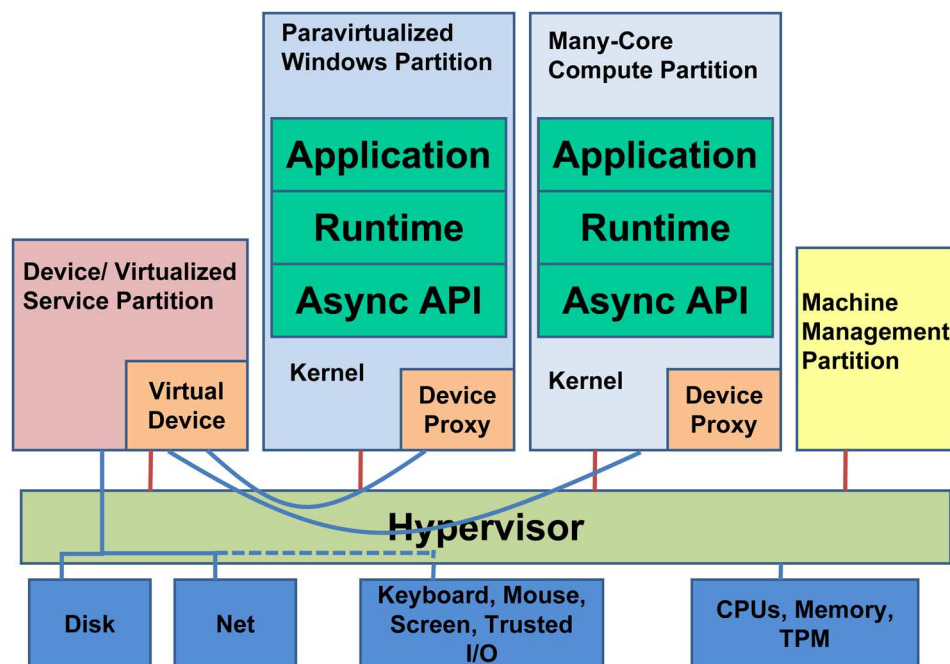 Paravirtualized
Windows Partition
Application
Runtime
Async API
Kernel
Device
Proxy
Many-Core
Compute Partition
Application
Runtime
Async API
Kernel
Device
Proxy
Device/ Virtualized
Service Partition
Virtual
Device
Machine
Management
Partition
Hypervisor
Disk
Net
Keyboard, Mouse,
Screen, Trusted
I/O
CPUs, Memory,
TPM